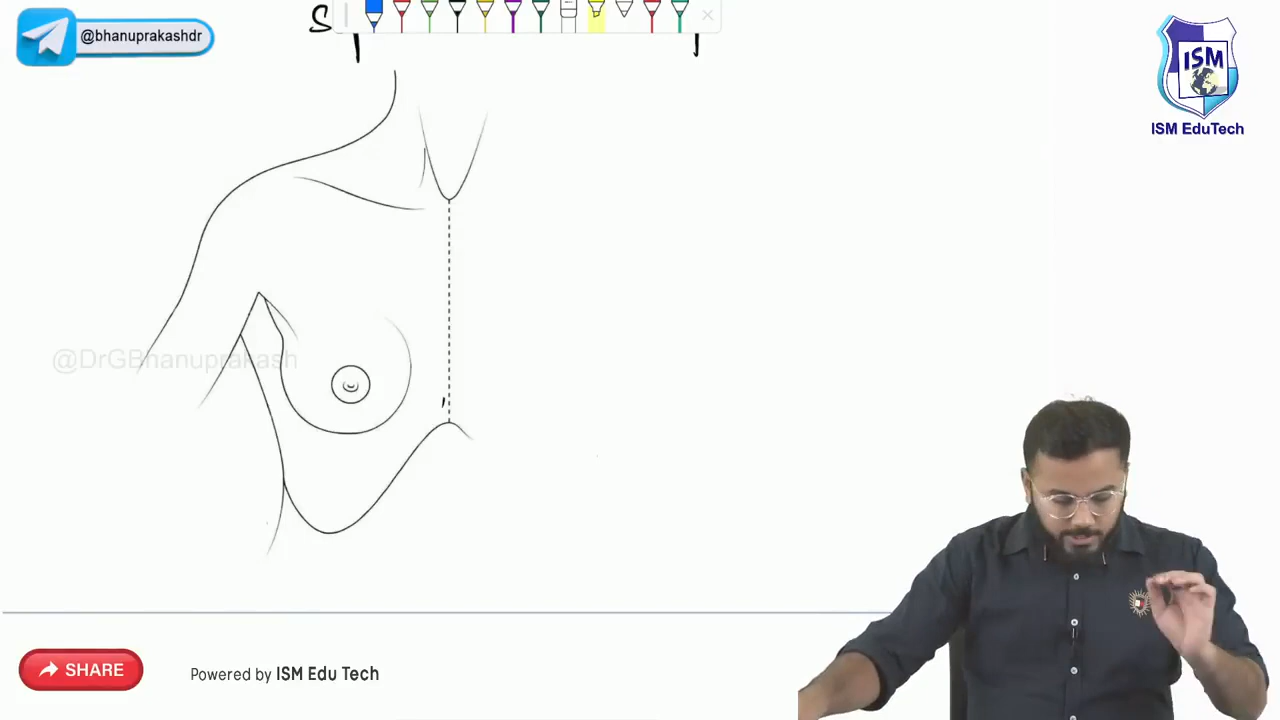 @bhanuprakashdr
ISM
ISM EduTech
@DrGBhanuprakash
SHARE
Powered by ISM Edu Tech